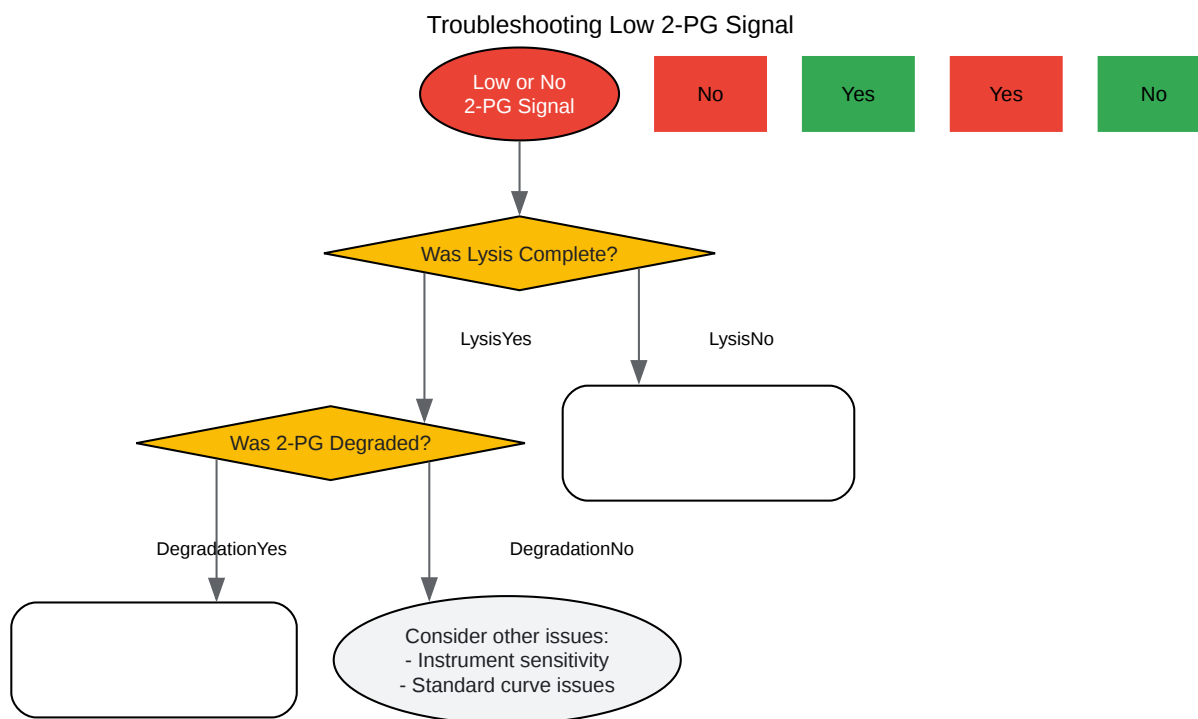 Troubleshooting Low 2-PG Signal
Low or No
2-PG Signal
No
Yes
Yes
No
Was Lysis Complete?
LysisYes
LysisNo
Was 2-PG Degraded?
DegradationYes
DegradationNo
Consider other issues:
- Instrument sensitivity
- Standard curve issues